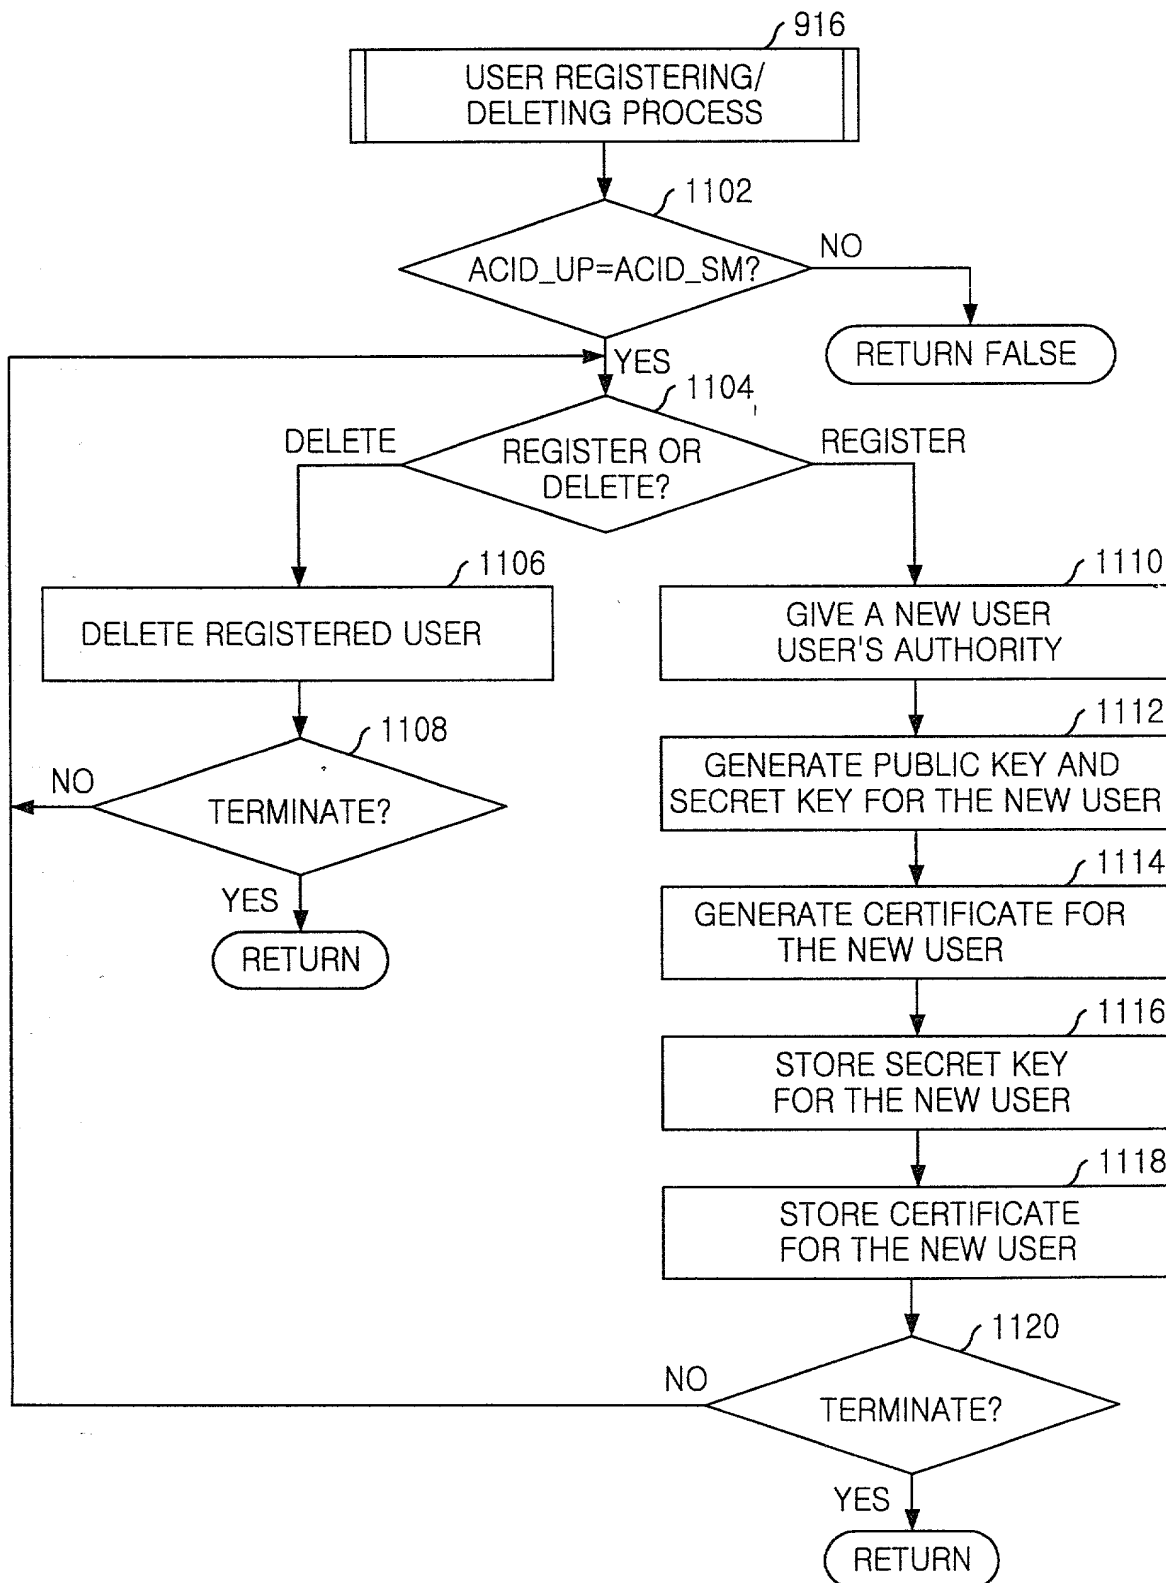 916
USER REGISTERING/
DELETING PROCESS
1102
ACID_UP=ACID_SM?
NO
RETURN FALSE
YES
1104
DELETE
REGISTER OR
DELETE?
REGISTER
1106
DELETE REGISTERED USER
1110
GIVE A NEW USER
USER'S AUTHORITY
1108
NO
TERMINATE?
YES
RETURN
1112
GENERATE PUBLIC KEY AND
SECRET KEY FOR THE NEW USER
1114
GENERATE CERTIFICATE FOR
THE NEW USER
1116
STORE SECRET KEY
FOR THE NEW USER
1118
STORE CERTIFICATE
FOR THE NEW USER
1120
NO
TERMINATE?
YES
RETURN